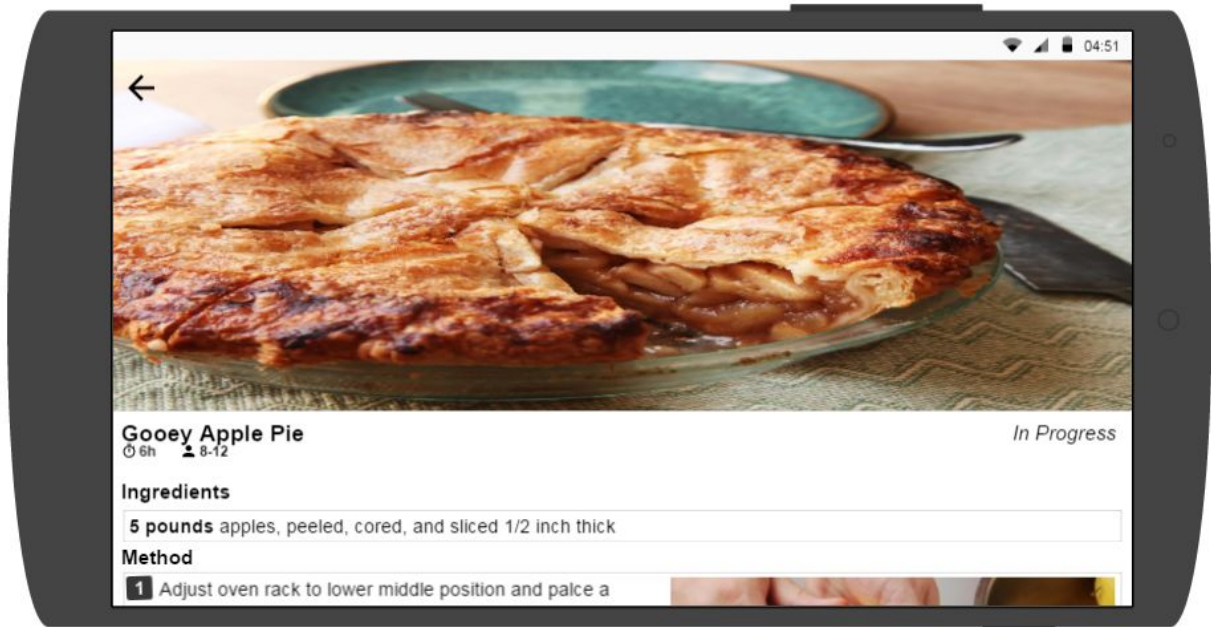 04:51
Gooey Apple Pie
In Progress
6h 8-12
Ingredients
5 pounds apples, peeled, cored, and sliced 1/2 inch thick
Method
1 Adjust oven rack to lower middle position and palce a